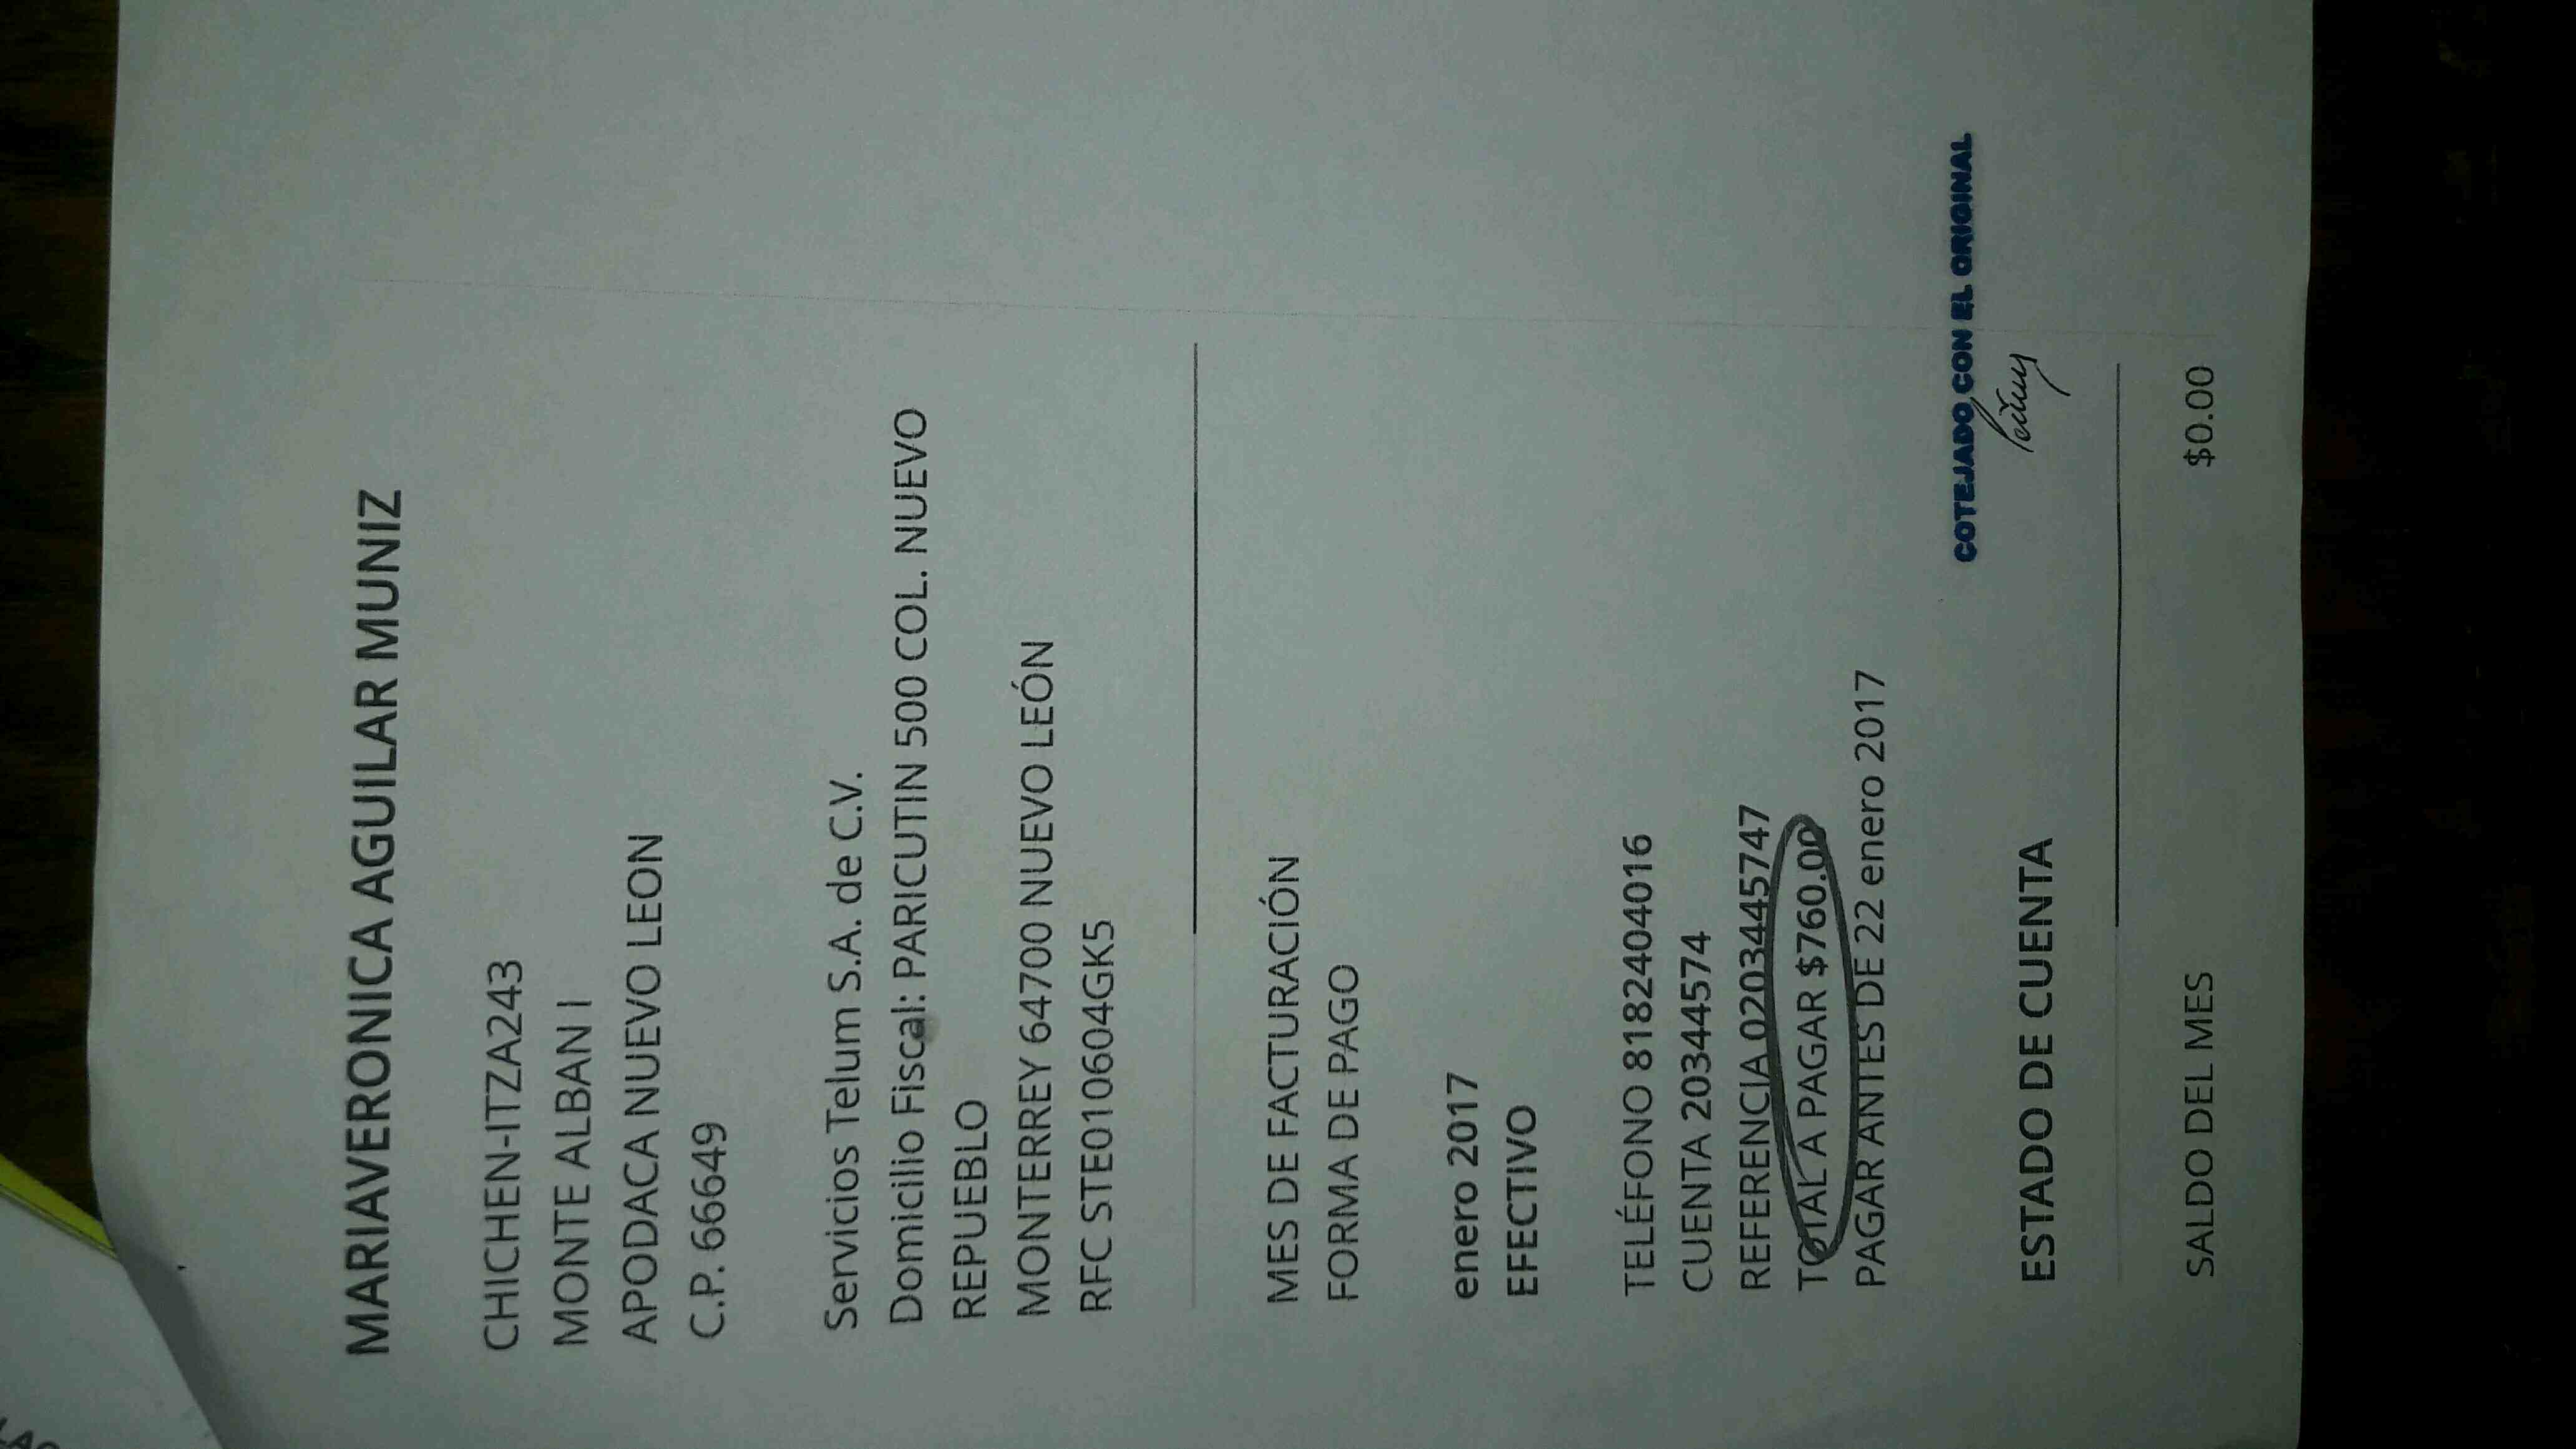 MARIAVERONICA AGUILAR MUNIZ
CHICHEN-ITZA243
MONTE ALBAN I
APODACA NUEVO LEON
C.P. 66649
Servicios Telum S.A. de C.V.
Domicilio Fiscal: PARICUTIN 500 COL. NUEVO
REPUEBLO
MONTERREY 64700 NUEVO LEÓN
RFC STE010604GK5
MES DE FACTURACIÓN
FORMA DE PAGO
enero 2017
EFECTIVO
TELÉFONO 8182404016
CUENTA 20344574
REFERENCIA 0203445747
TOTAL A PAGAR $760.00
PAGAR ANTES DE 22 enero 2017
COTEJADO CON EL ORIGINAL
ESTADO DE CUENTA
SALDO DEL MES $0.00